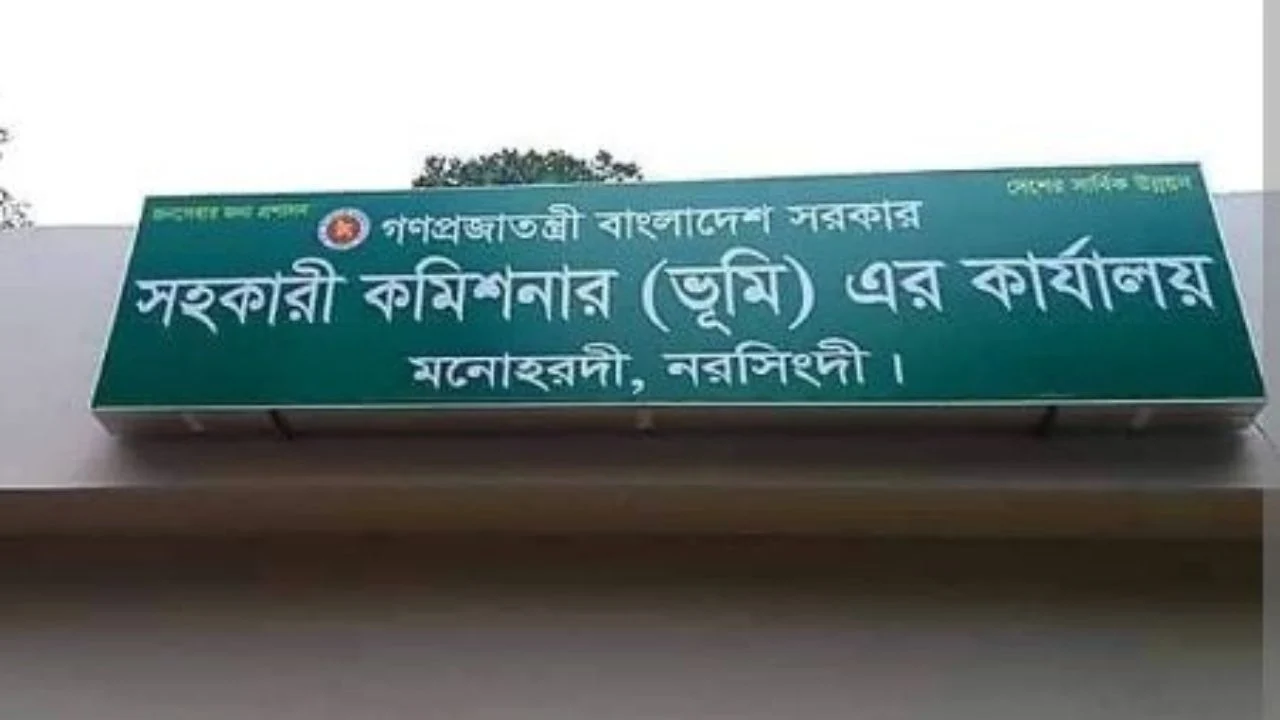 জনসেবার জন্য প্রশাসন
দেশের সার্বিক উন্নয়ন
গণপ্রজাতন্ত্রী বাংলাদেশ সরকার
সহকারী কমিশনার (ভূমি) এর কার্যালয়
মনোহরদী, নরসিংদী ।